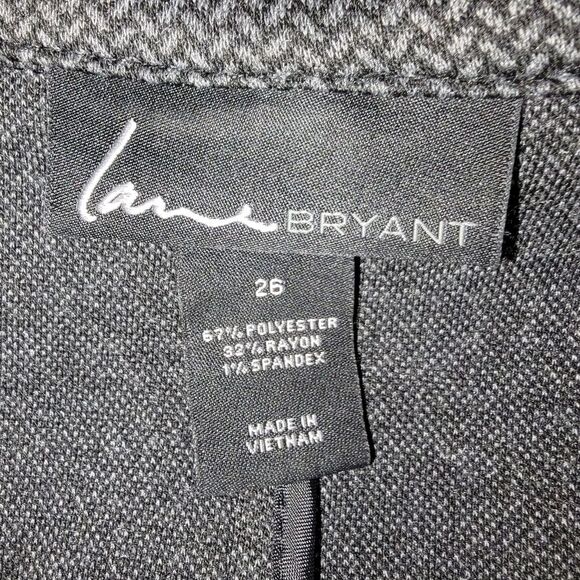 Lane BRYANT
26
67% POLYESTER
32% RAYON
1% SPANDEX
MADE IN
VIETNAM